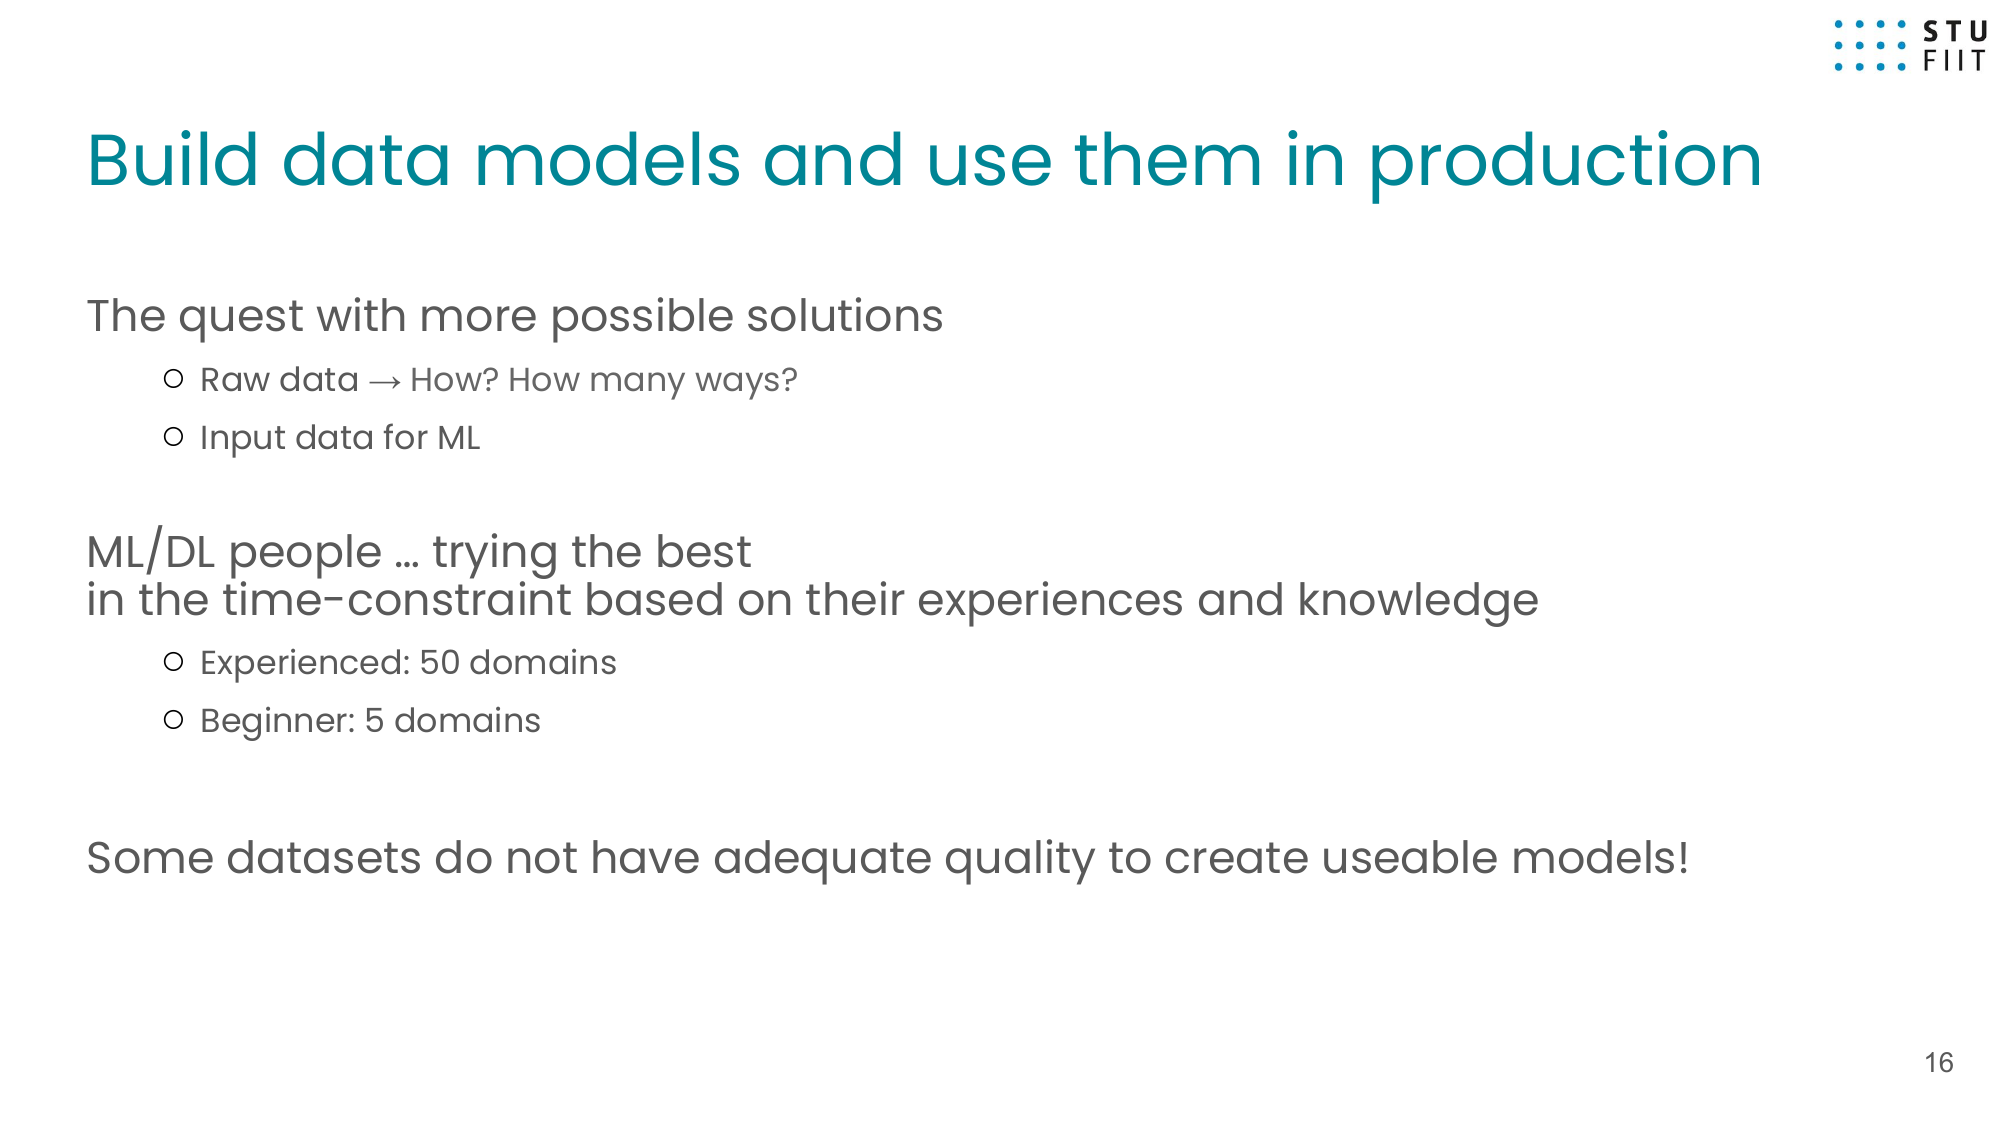 STU
FIIT
Build data models and use them in production
The quest with more possible solutions
○ Raw data → How? How many ways?
○ Input data for ML
ML/DL people … trying the best
in the time-constraint based on their experiences and knowledge
○ Experienced: 50 domains
○ Beginner: 5 domains
Some datasets do not have adequate quality to create useable models!
16